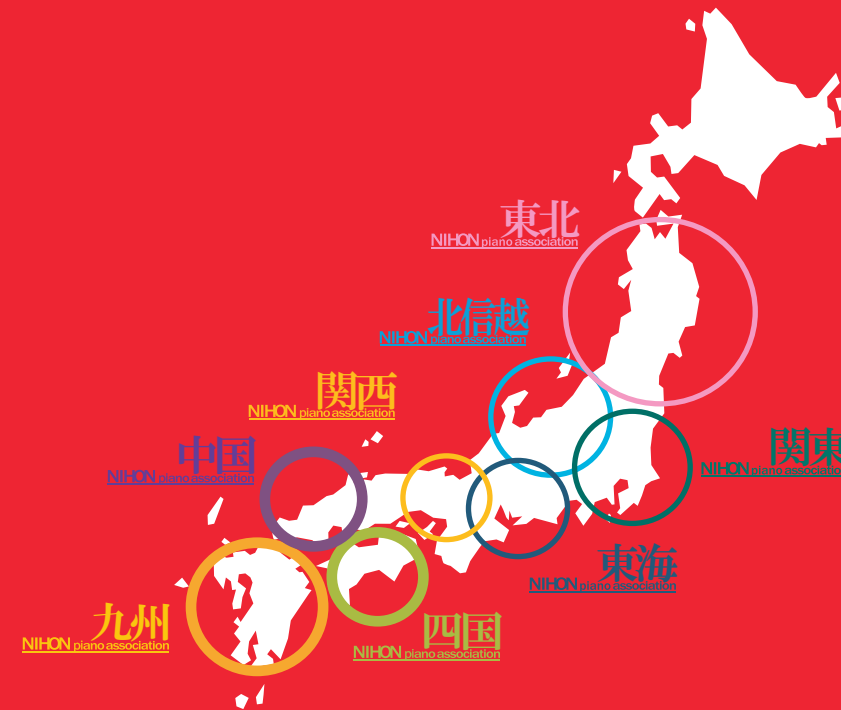 東北
NIHON piano association
北信越
NIHON piano association
関西
NIHON piano association
関東
NIHON piano association
中国
NIHON piano association
東海
NIHON piano association
九州
NIHON piano association
四国
NIHON piano association